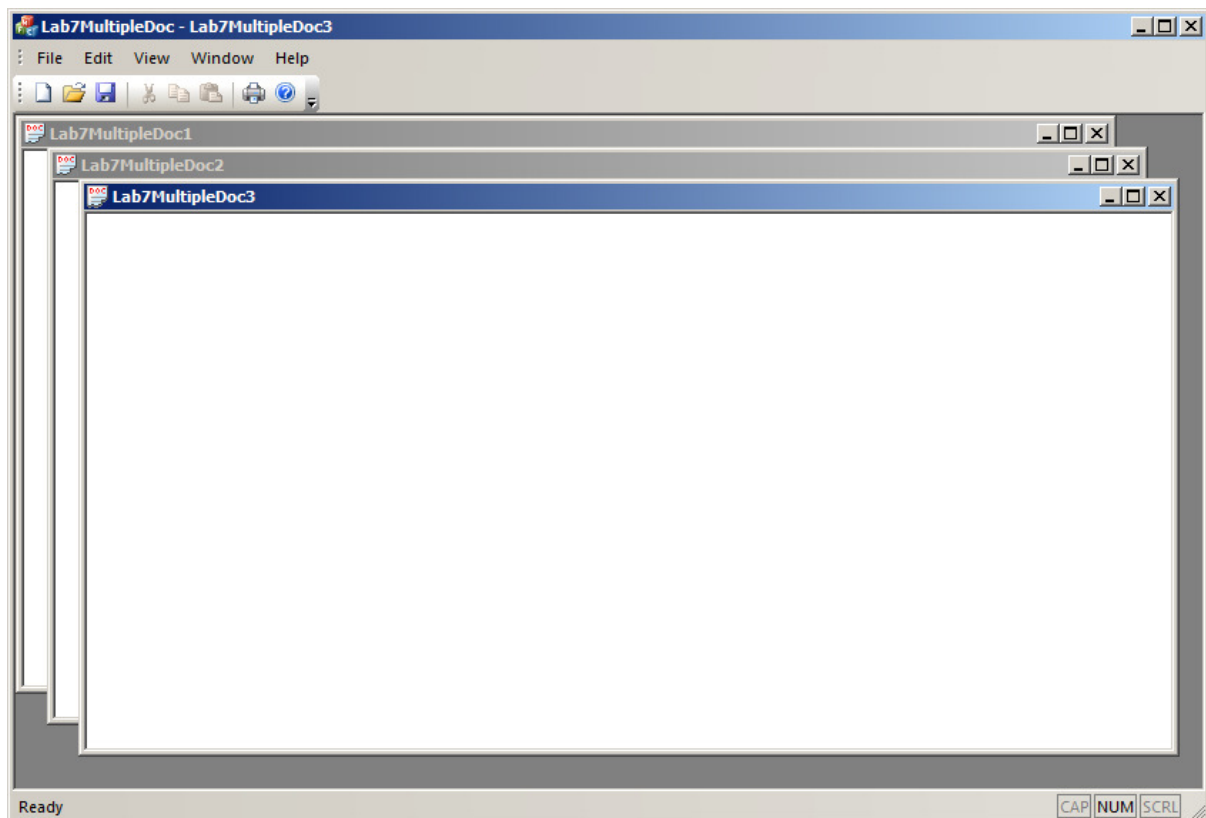 Lab7MultipleDoc - Lab7MultipleDoc3
File Edit View Window Help
Lab7MultipleDoc1
Lab7MultipleDoc2
Lab7MultipleDoc3
Ready CAP NUM SCRL